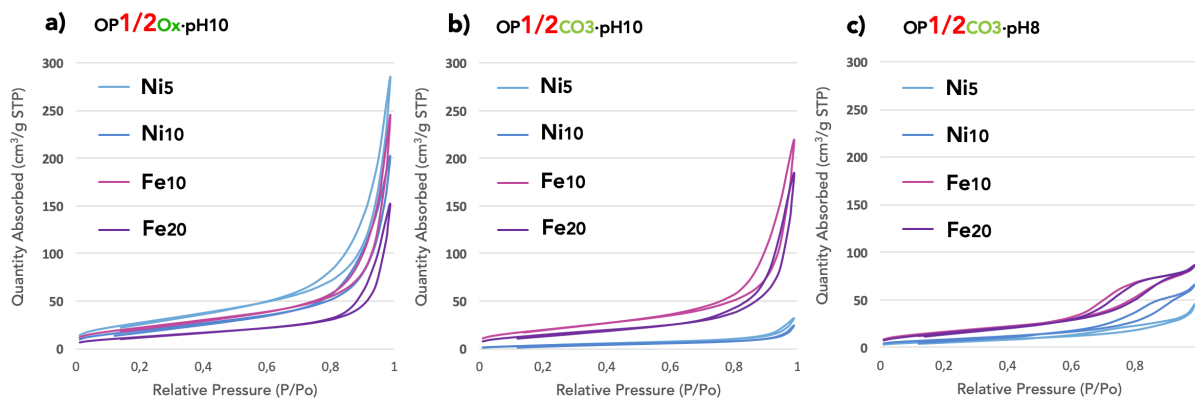 a) OP1/2Ox·pH10
Quantity Absorbed (cm³/g STP)
300
250
200
150
100
50
0
Ni5
Ni10
Fe10
Fe20
0 0,2 0,4 0,6 0,8 1
Relative Pressure (P/Po)
b) OP1/2CO3·pH10
Quantity Absorbed (cm³/g STP)
300
250
200
150
100
50
0
Ni5
Ni10
Fe10
Fe20
0 0,2 0,4 0,6 0,8 1
Relative Pressure (P/Po)
c) OP1/2CO3·pH8
Quantity Absorbed (cm³/g STP)
300
250
200
150
100
50
0
Ni5
Ni10
Fe10
Fe20
0 0,2 0,4 0,6 0,8
Relative Pressure (P/Po)